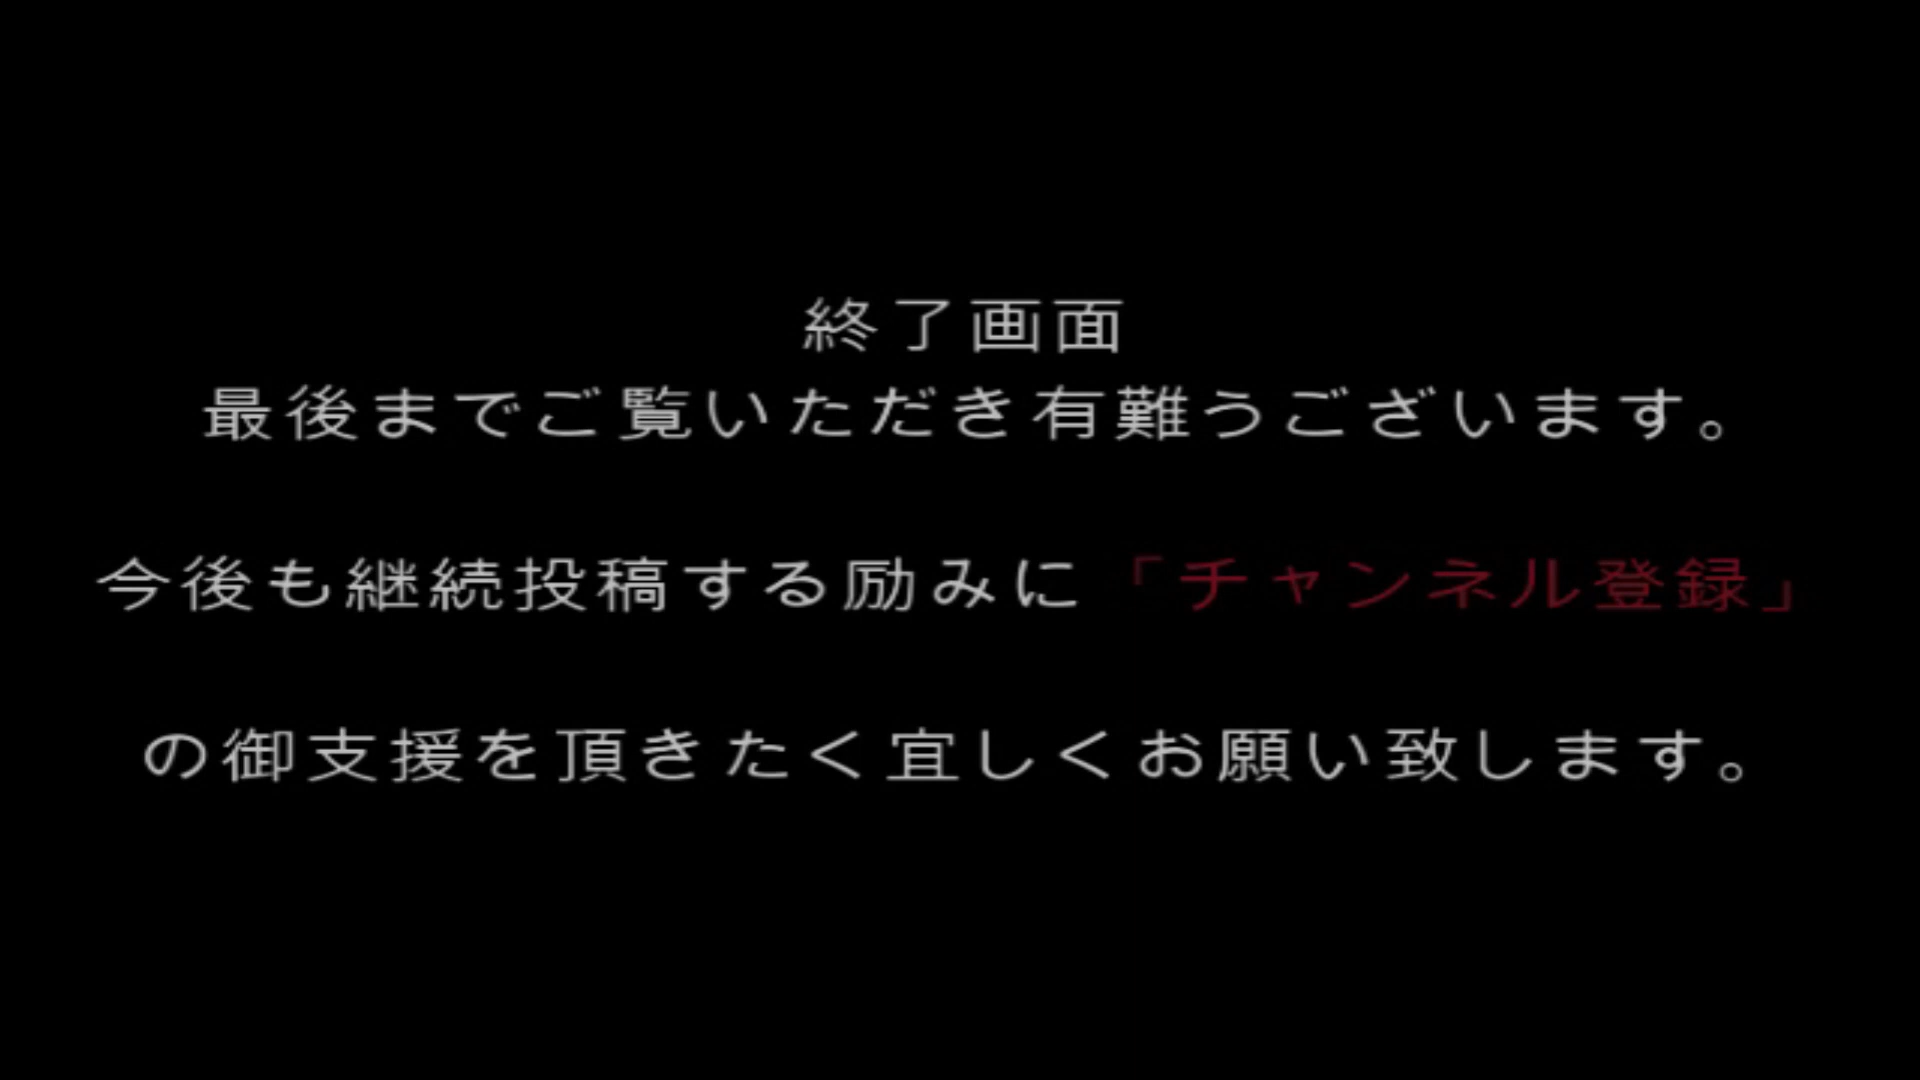 終了画面
最後までご覧いただき有難うございます。
今後も継続投稿する励みに「チャンネル登録」
の御支援を頂きたく宜しくお願い致します。